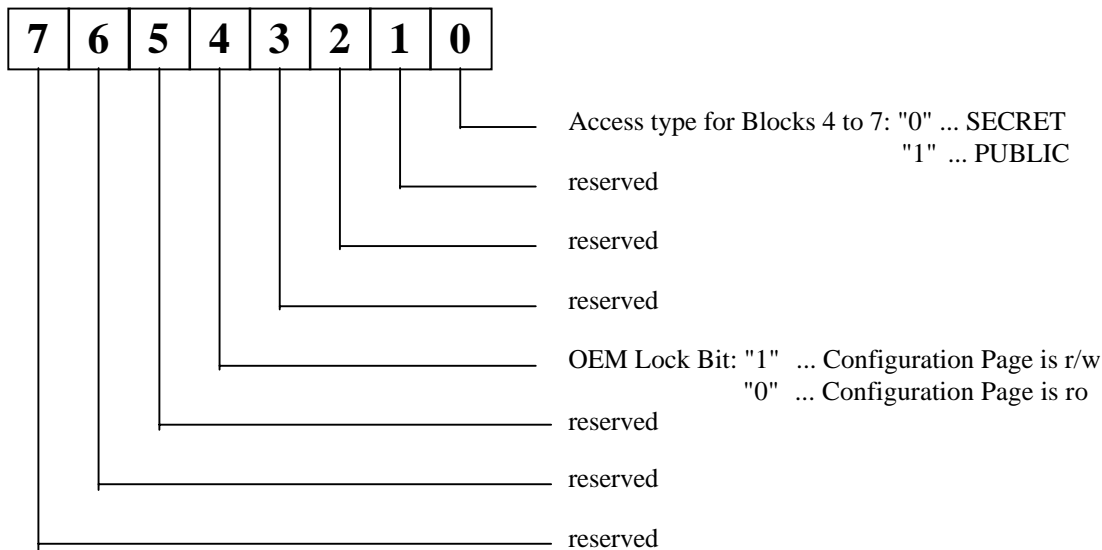 7 6 5 4 3 2 1 0
Access type for Blocks 4 to 7: "0" ... SECRET
"1" ... PUBLIC
reserved
reserved
reserved
OEM Lock Bit: "1" ... Configuration Page is r/w
"0" ... Configuration Page is ro
reserved
reserved
reserved